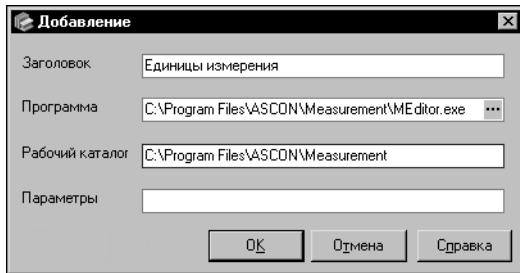 Добавление
Заголовок Единицы измерения
Программа C:\Program Files\ASCON\Measurement\MEditor.exe ...
Рабочий каталог C:\Program Files\ASCON\Measurement
Параметры
OK Отмена Справка